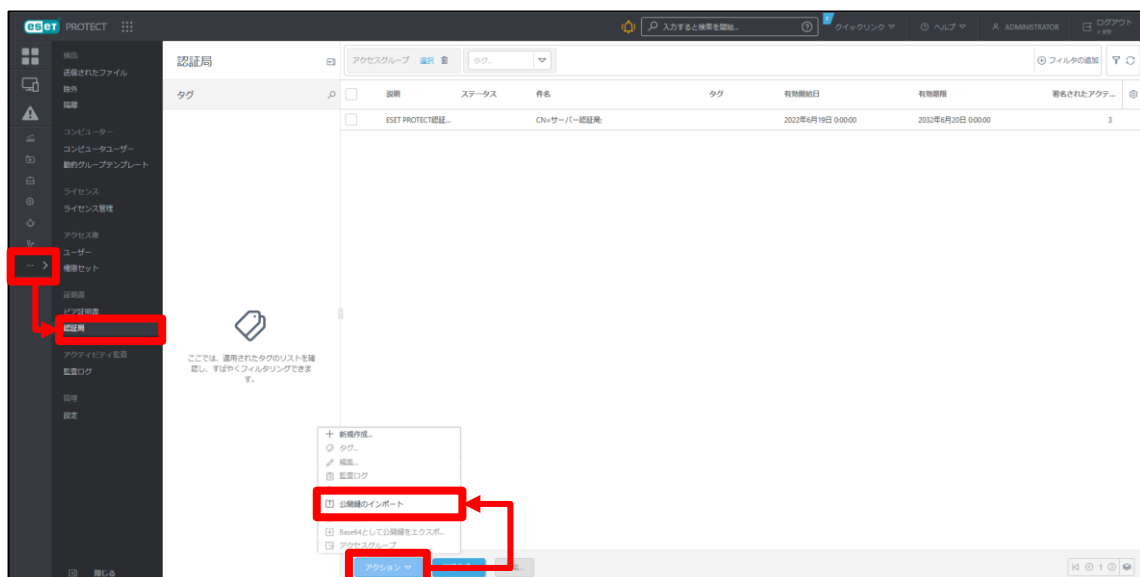 eset PROTECT
入力すると検索を開始...
クイックリンク
ヘルプ
ADMINISTRATOR
ログアウト
検出
送信されたファイル
除外
隔離
コンピューター
コンピュータユーザー
動的グループテンプレート
ライセンス
ライセンス管理
アクセス権
ユーザー
権限セット
証明書
ピア証明書
認証局
アクティビティ監査
監査ログ
管理
設定
閉じる
認証局
タグ
ここでは、適用されたタグのリストを確
認し、すばやくフィルタリングできま
す。
アクセスグループ 選択
タグ...
フィルタの追加
説明 ステータス 件名 タグ 有効開始日 有効期限 署名されたアクテ...
ESET PROTECT認証... CN=サーバー認証局; 2022年6月19日 0:00:00 2032年6月20日 0:00:00 3
新規作成...
タグ...
編集...
監査ログ
公開鍵のインポート
Base64として公開鍵をエクスポ...
アクセスグループ
アクション
1